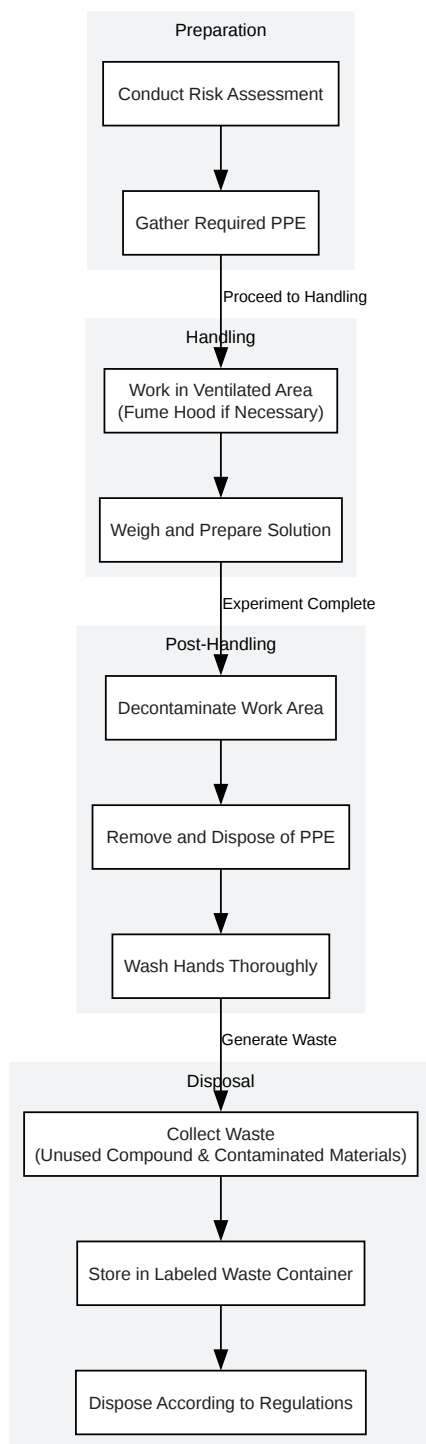 Preparation
Conduct Risk Assessment
Gather Required PPE
Proceed to Handling
Handling
Work in Ventilated Area
(Fume Hood if Necessary)
Weigh and Prepare Solution
Experiment Complete
Post-Handling
Decontaminate Work Area
Remove and Dispose of PPE
Wash Hands Thoroughly
Generate Waste
Disposal
Collect Waste
(Unused Compound & Contaminated Materials)
Store in Labeled Waste Container
Dispose According to Regulations